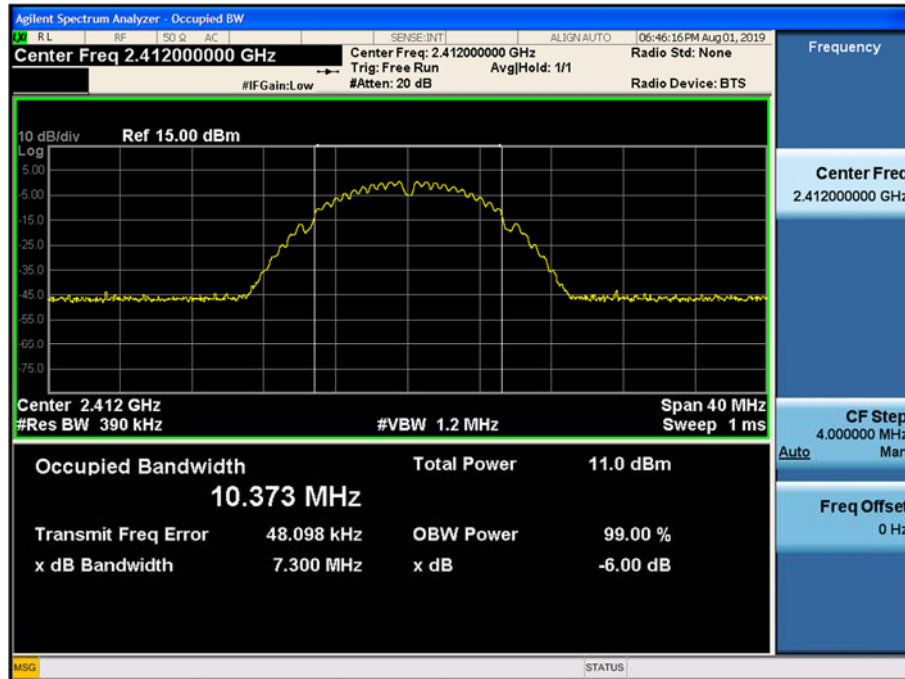 Agilent Spectrum Analyzer - Occupied BW
LXI RL RF 50 Ω AC SENSE:INT ALIGN AUTO 06:46:16 PM Aug 01, 2019
Center Freq 2.412000000 GHz Center Freq: 2.412000000 GHz Radio Std: None
Trig: Free Run Avg|Hold: 1/1
#IFGain:Low #Atten: 20 dB Radio Device: BTS
10 dB/div Ref 15.00 dBm
Log
5.00
-5.00
-15.0
-25.0
-35.0
-45.0
-55.0
-65.0
-75.0
Center 2.412 GHz Span 40 MHz
#Res BW 390 kHz #VBW 1.2 MHz Sweep 1 ms
Occupied Bandwidth Total Power 11.0 dBm
10.373 MHz
Transmit Freq Error 48.098 kHz OBW Power 99.00 %
x dB Bandwidth 7.300 MHz x dB -6.00 dB
MSG STATUS
Frequency
Center Freq
2.412000000 GHz
CF Step
4.000000 MHz
Auto Man
Freq Offset
0 Hz